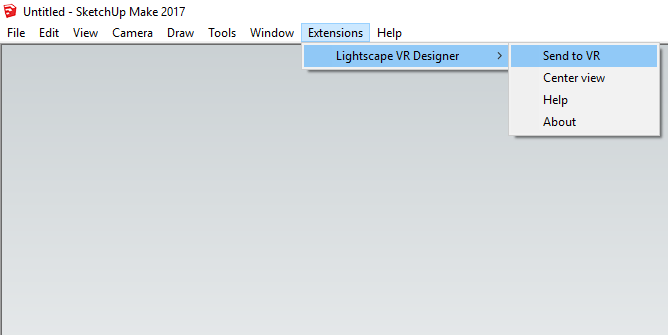 Untitled - SketchUp Make 2017
File Edit View Camera Draw Tools Window Extensions Help
Lightscape VR Designer
Send to VR
Center view
Help
About